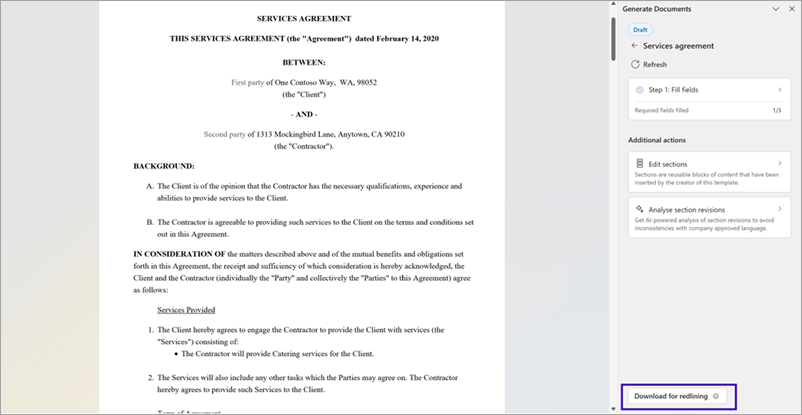 SERVICES AGREEMENT
THIS SERVICES AGREEMENT (the "Agreement") dated February 14, 2020
BETWEEN:
First party of One Contoso Way, WA, 98052
(the "Client")
- AND -
Second party of 1313 Mockingbird Lane, Anytown, CA 90210
(the "Contractor").
BACKGROUND:
A. The Client is of the opinion that the Contractor has the necessary qualifications, experience and
abilities to provide services to the Client.
B. The Contractor is agreeable to providing such services to the Client on the terms and conditions set
out in this Agreement.
IN CONSIDERATION OF the matters described above and of the mutual benefits and obligations set
forth in this Agreement, the receipt and sufficiency of which consideration is hereby acknowledged, the
Client and the Contractor (individually the "Party" and collectively the "Parties" to this Agreement) agree
as follows:
Services Provided
1. The Client hereby agrees to engage the Contractor to provide the Client with services (the
"Services") consisting of:
• The Contractor will provide Catering services for the Client.
2. The Services will also include any other tasks which the Parties may agree on. The Contractor
hereby agrees to provide such Services to the Client.
Term of Agreement
Generate Documents
Draft
Services agreement
Refresh
Step 1: Fill fields
Required fields filled 1/3
Additional actions
Edit sections
Sections are reusable blocks of content that have been
inserted by the creator of this template.
Analyse section revisions
Get AI-powered analysis of section revisions to avoid
inconsistencies with company approved language.
Download for redlining